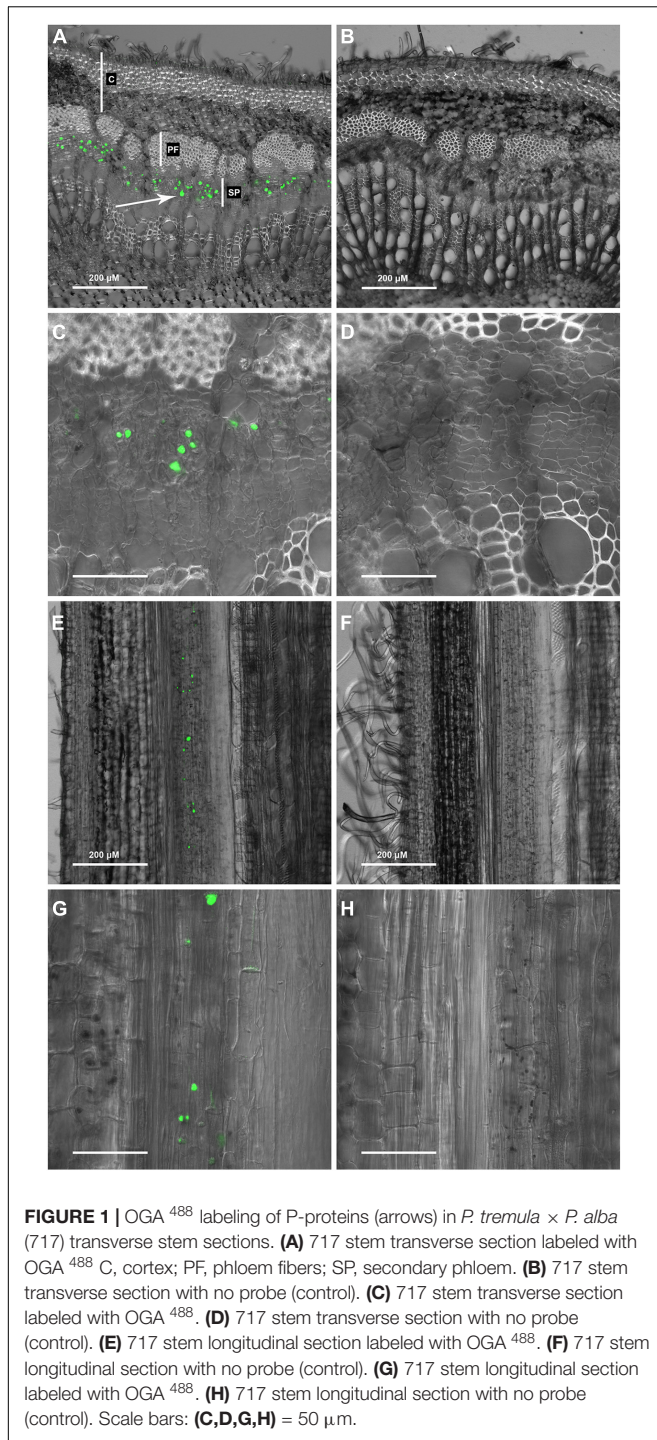 A
C
PF
SP
200 µM
B
200 µM
C
D
E
200 µM
F
200 µM
G
H
FIGURE 1 | OGA 488 labeling of P-proteins (arrows) in P. tremula × P. alba
(717) transverse stem sections. (A) 717 stem transverse section labeled with
OGA 488 C, cortex; PF, phloem fibers; SP, secondary phloem. (B) 717 stem
transverse section with no probe (control). (C) 717 stem transverse section
labeled with OGA 488. (D) 717 stem transverse section with no probe
(control). (E) 717 stem longitudinal section labeled with OGA 488. (F) 717 stem
longitudinal section with no probe (control). (G) 717 stem longitudinal section
labeled with OGA 488. (H) 717 stem longitudinal section with no probe
(control). Scale bars: (C,D,G,H) = 50 µm.